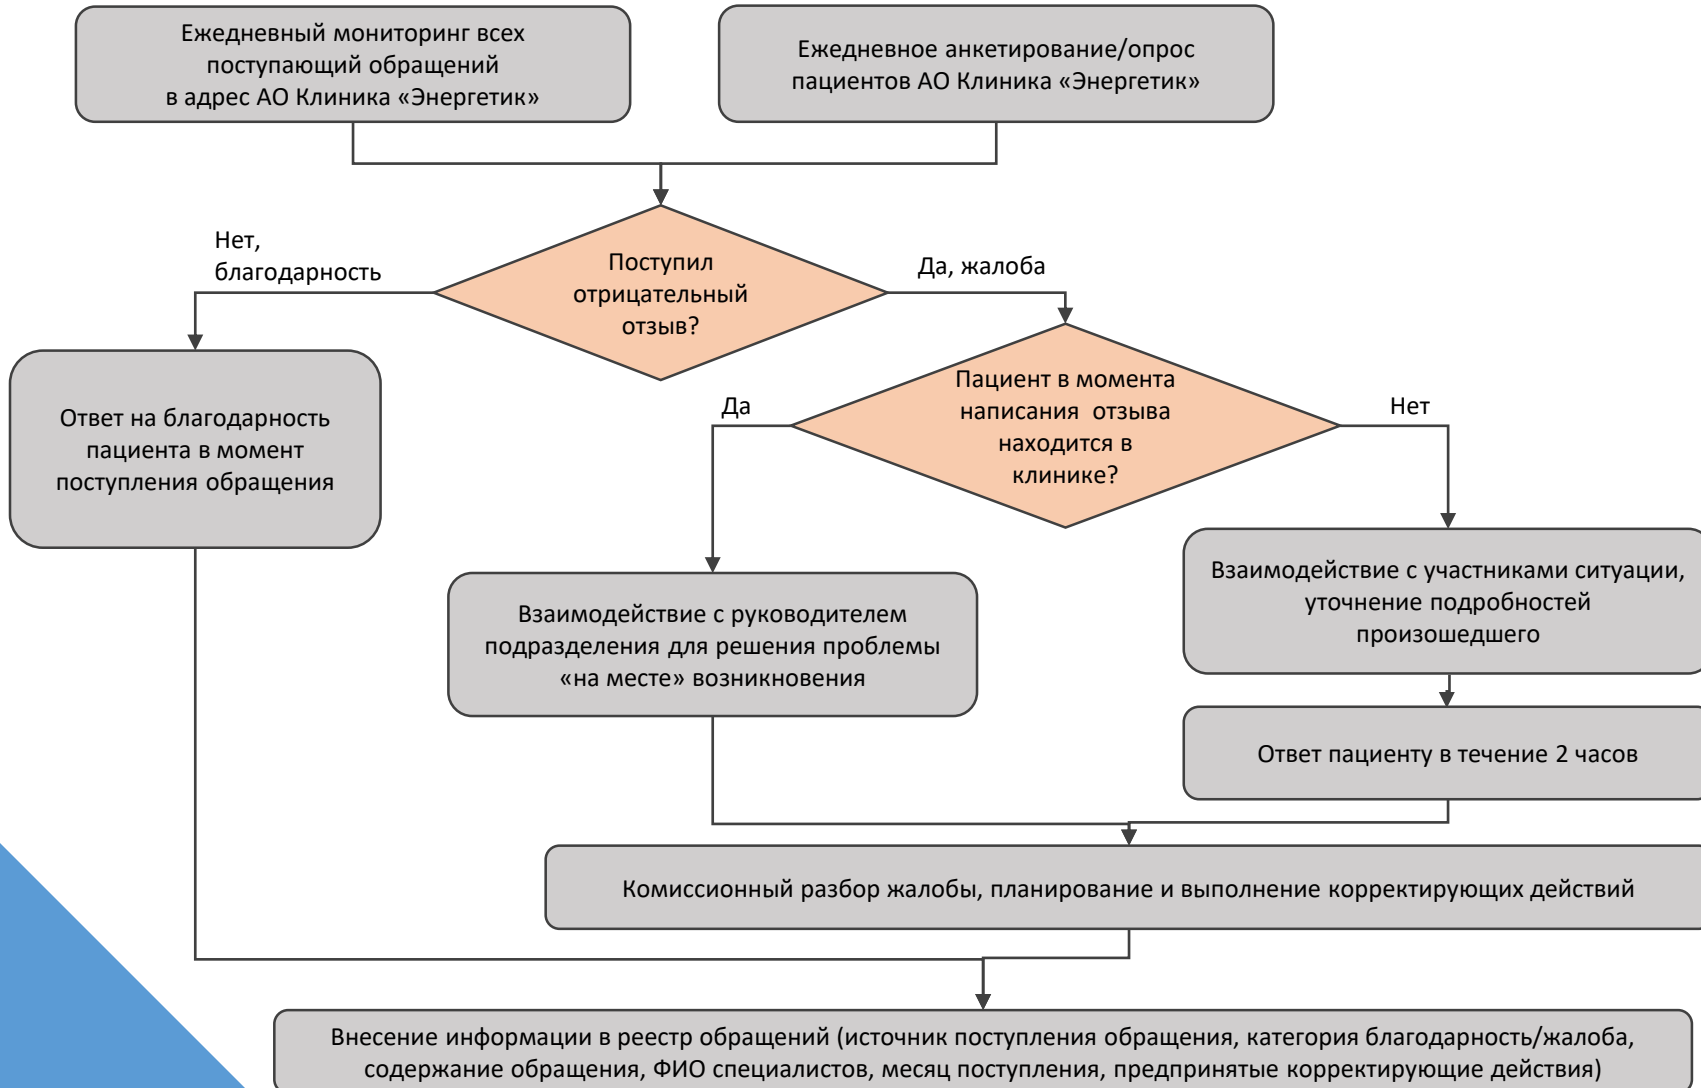 Ежедневный мониторинг всех
поступающий обращений
в адрес АО Клиника «Энергетик»
Ежедневное анкетирование/опрос
пациентов АО Клиника «Энергетик»
Нет,
благодарность
Поступил
отрицательный
отзыв?
Да, жалоба
Ответ на благодарность
пациента в момент
поступления обращения
Да
Пациент в момента
написания отзыва
находится в
клинике?
Нет
Взаимодействие с руководителем
подразделения для решения проблемы
«на месте» возникновения
Взаимодействие с участниками ситуации,
уточнение подробностей
произошедшего
Ответ пациенту в течение 2 часов
Комиссионный разбор жалобы, планирование и выполнение корректирующих действий
Внесение информации в реестр обращений (источник поступления обращения, категория благодарность/жалоба,
содержание обращения, ФИО специалистов, месяц поступления, предпринятые корректирующие действия)